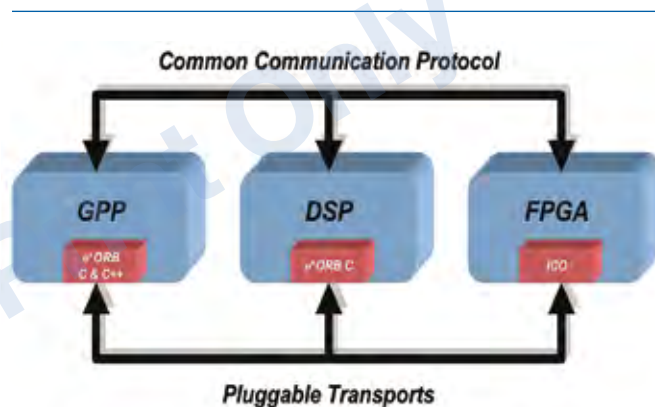 Common Communication Protocol
GPP
DSP
FPGA
e*ORB
C & C++
e*ORB C
ICO
Pluggable Transports